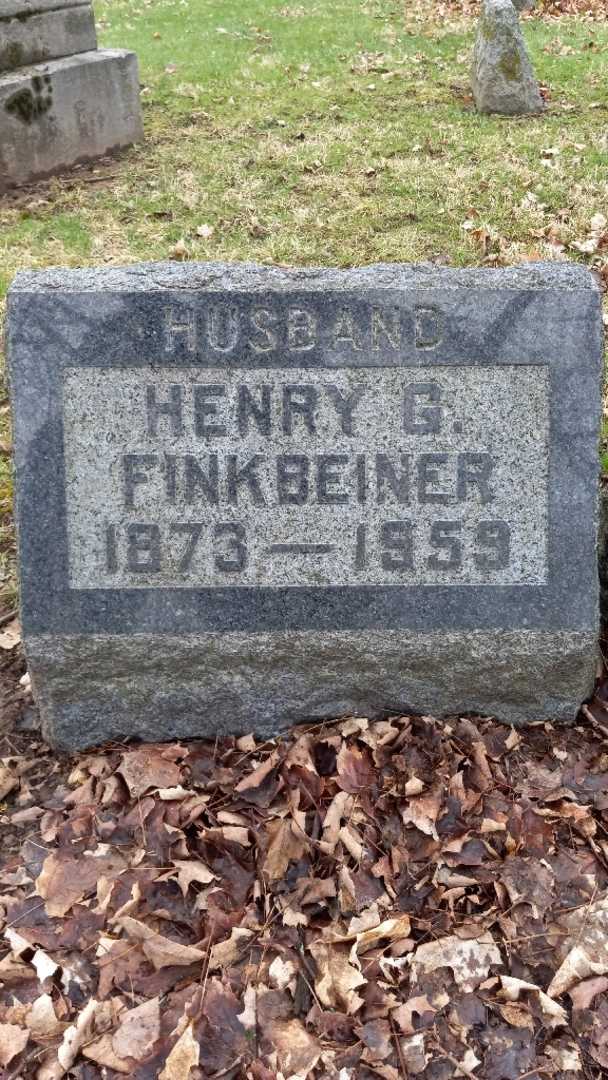 HUSBAND
HENRY G.
FINKBEINER
1873—1959